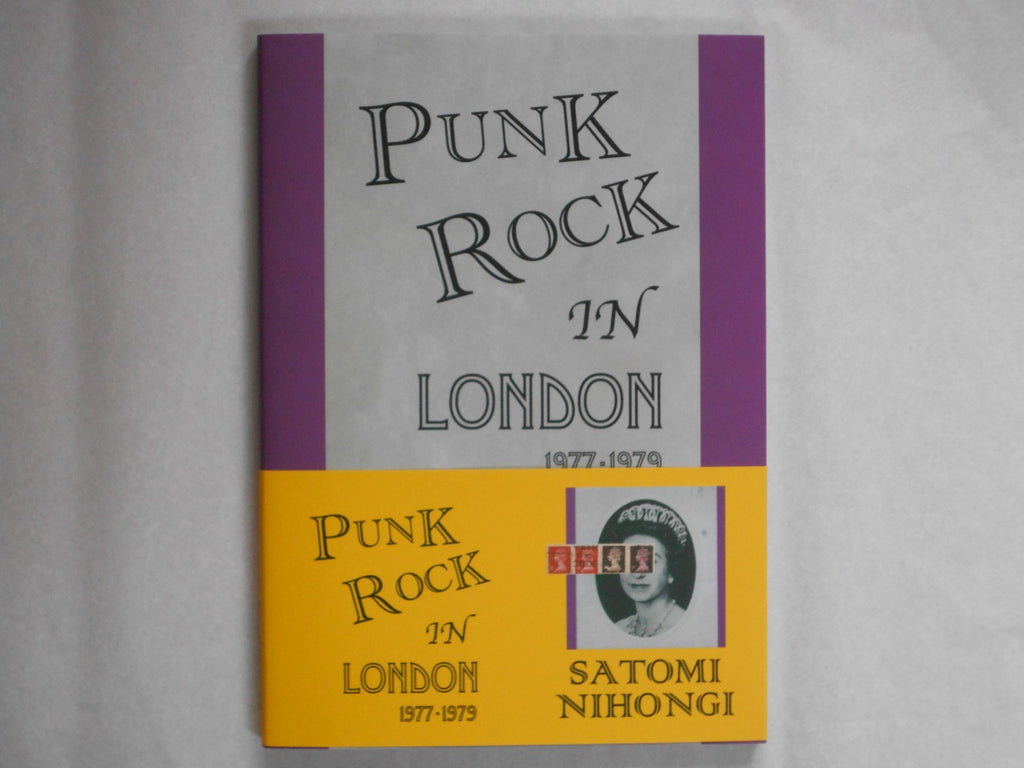 PUNK
ROCK
IN
LONDON
1977·1979
PUNK
ROCK
IN
LONDON
1977·1979
SATOMI
NIHONGI